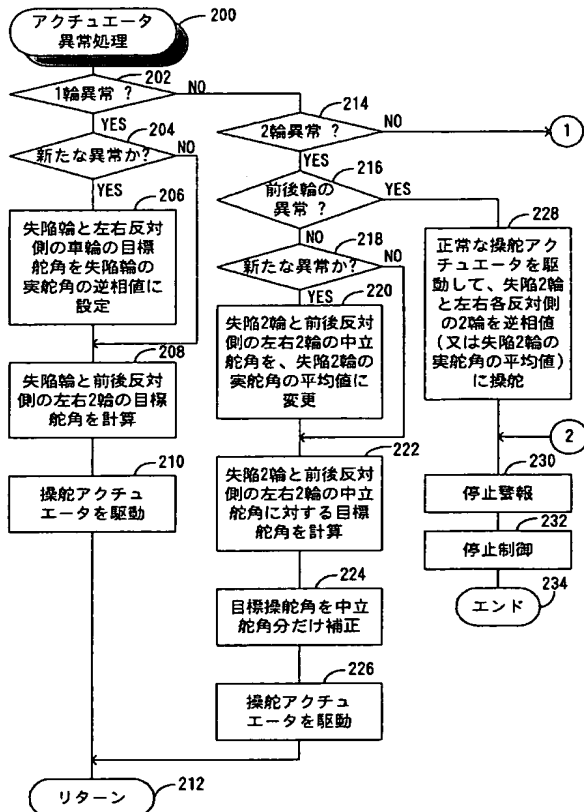 アクチュエータ
異常処理
200
202
1輪異常？
NO
YES
204
新たな異常か？
NO
YES
206
失陥輪と左右反対
側の車輪の目標
舵角を失陥輪の
実舵角の逆相値
に設定
208
失陥輪と前後反対
側の左右2輪の目標
舵角を計算
210
操舵アクチュ
エータを駆動
リターン
212
214
2輪異常？
NO
1
YES
216
前後輪の
異常？
YES
NO
218
新たな異常か？
NO
YES
220
失陥2輪と前後反対
側の左右2輪の中立
舵角を、失陥2輪の
実舵角の平均値に
変更
222
失陥2輪と前後反対
側の左右2輪の中立
舵角に対する目標
舵角を計算
224
目標操舵角を中立
舵角分だけ補正
226
操舵アクチュ
エータを駆動
228
正常な操舵アクチュ
エータを駆動して、失陥2輪
と左右各反対側
の2輪を逆相値
(又は失陥2輪の
実舵角の平均値)
に操舵
2
230
停止警報
232
停止制御
234
エンド